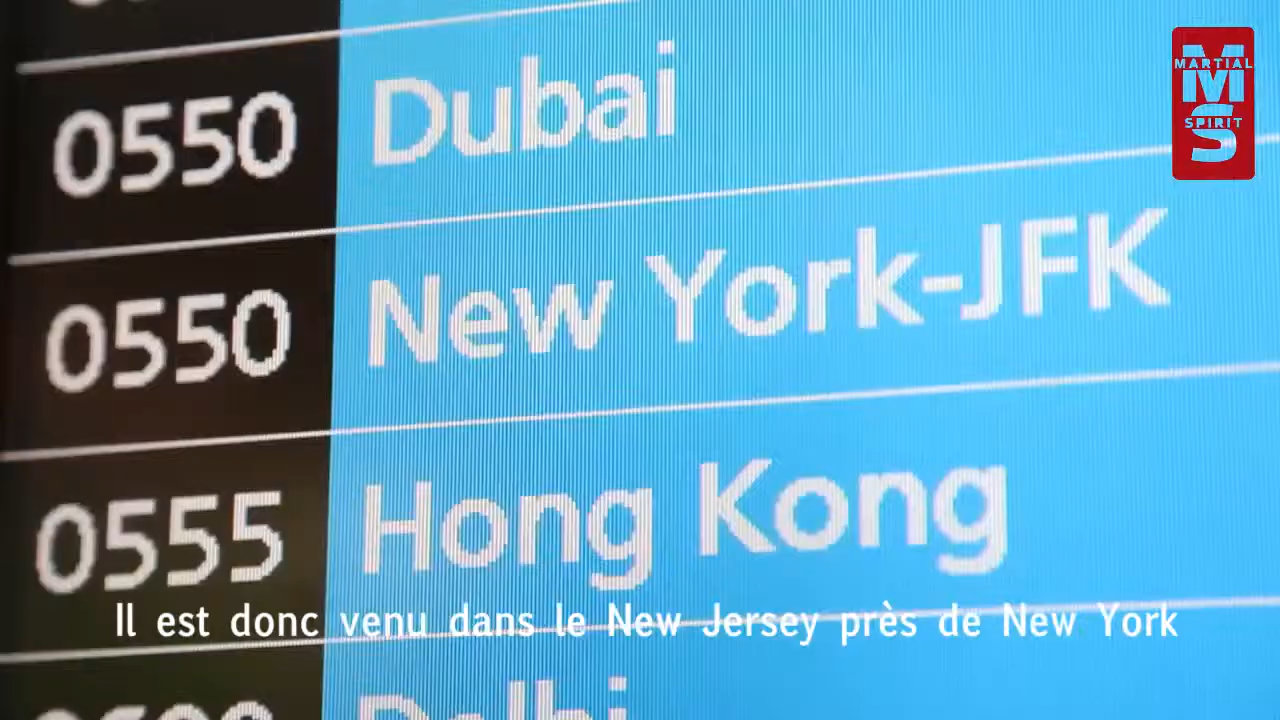 0550 Dubai
0550 New York-JFK
0555 Hong Kong
Il est donc venu dans le New Jersey près de New York
Delhi
MARTIAL
MS
SPIRIT